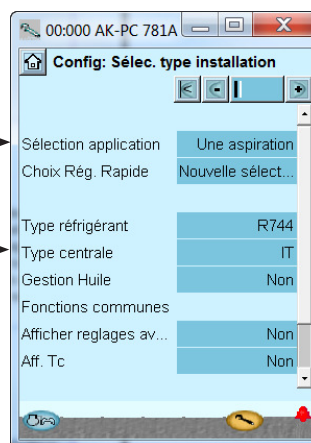 00:000 AK-PC 781A
Config: Sélec. type installation
Sélection application Une aspiration
Choix Rég. Rapide Nouvelle sélect...
Type réfrigérant R744
Type centrale IT
Gestion Huile Non
Fonctions communes
Afficher reglages av... Non
Aff. Tc Non